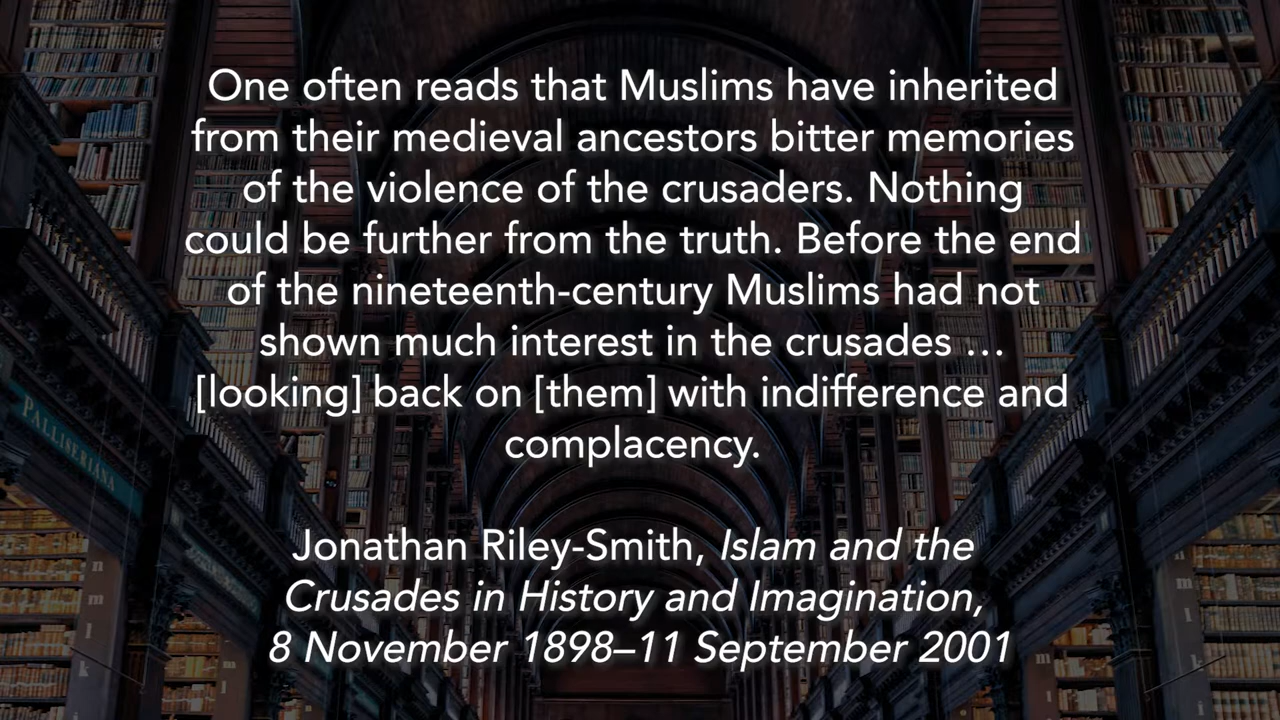 One often reads that Muslims have inherited
from their medieval ancestors bitter memories
of the violence of the crusaders. Nothing
could be further from the truth. Before the end
of the nineteenth-century Muslims had not
shown much interest in the crusades …
[looking] back on [them] with indifference and
complacency.
Jonathan Riley-Smith, Islam and the
Crusades in History and Imagination,
8 November 1898–11 September 2001
PALLISERIANA
n
m
l
k
l
l
m
l
k